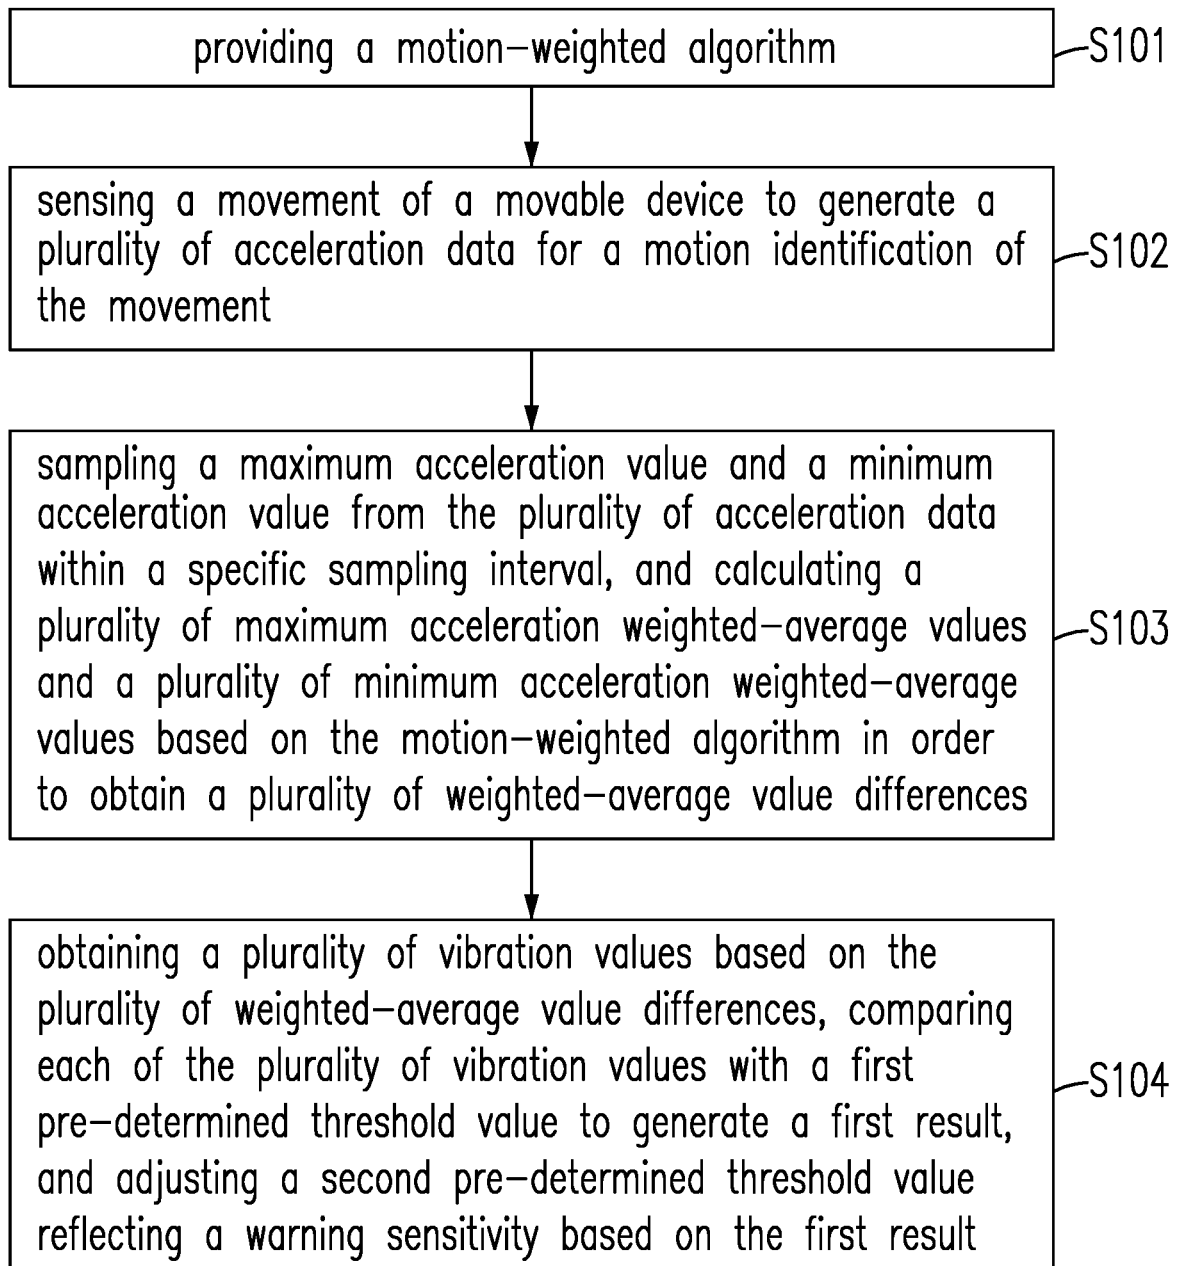 providing a motion-weighted algorithm
S101
sensing a movement of a movable device to generate a
plurality of acceleration data for a motion identification of
the movement
S102
sampling a maximum acceleration value and a minimum
acceleration value from the plurality of acceleration data
within a specific sampling interval, and calculating a
plurality of maximum acceleration weighted-average values
and a plurality of minimum acceleration weighted-average
values based on the motion-weighted algorithm in order
to obtain a plurality of weighted-average value differences
S103
obtaining a plurality of vibration values based on the
plurality of weighted-average value differences, comparing
each of the plurality of vibration values with a first
pre-determined threshold value to generate a first result,
and adjusting a second pre-determined threshold value
reflecting a warning sensitivity based on the first result
S104